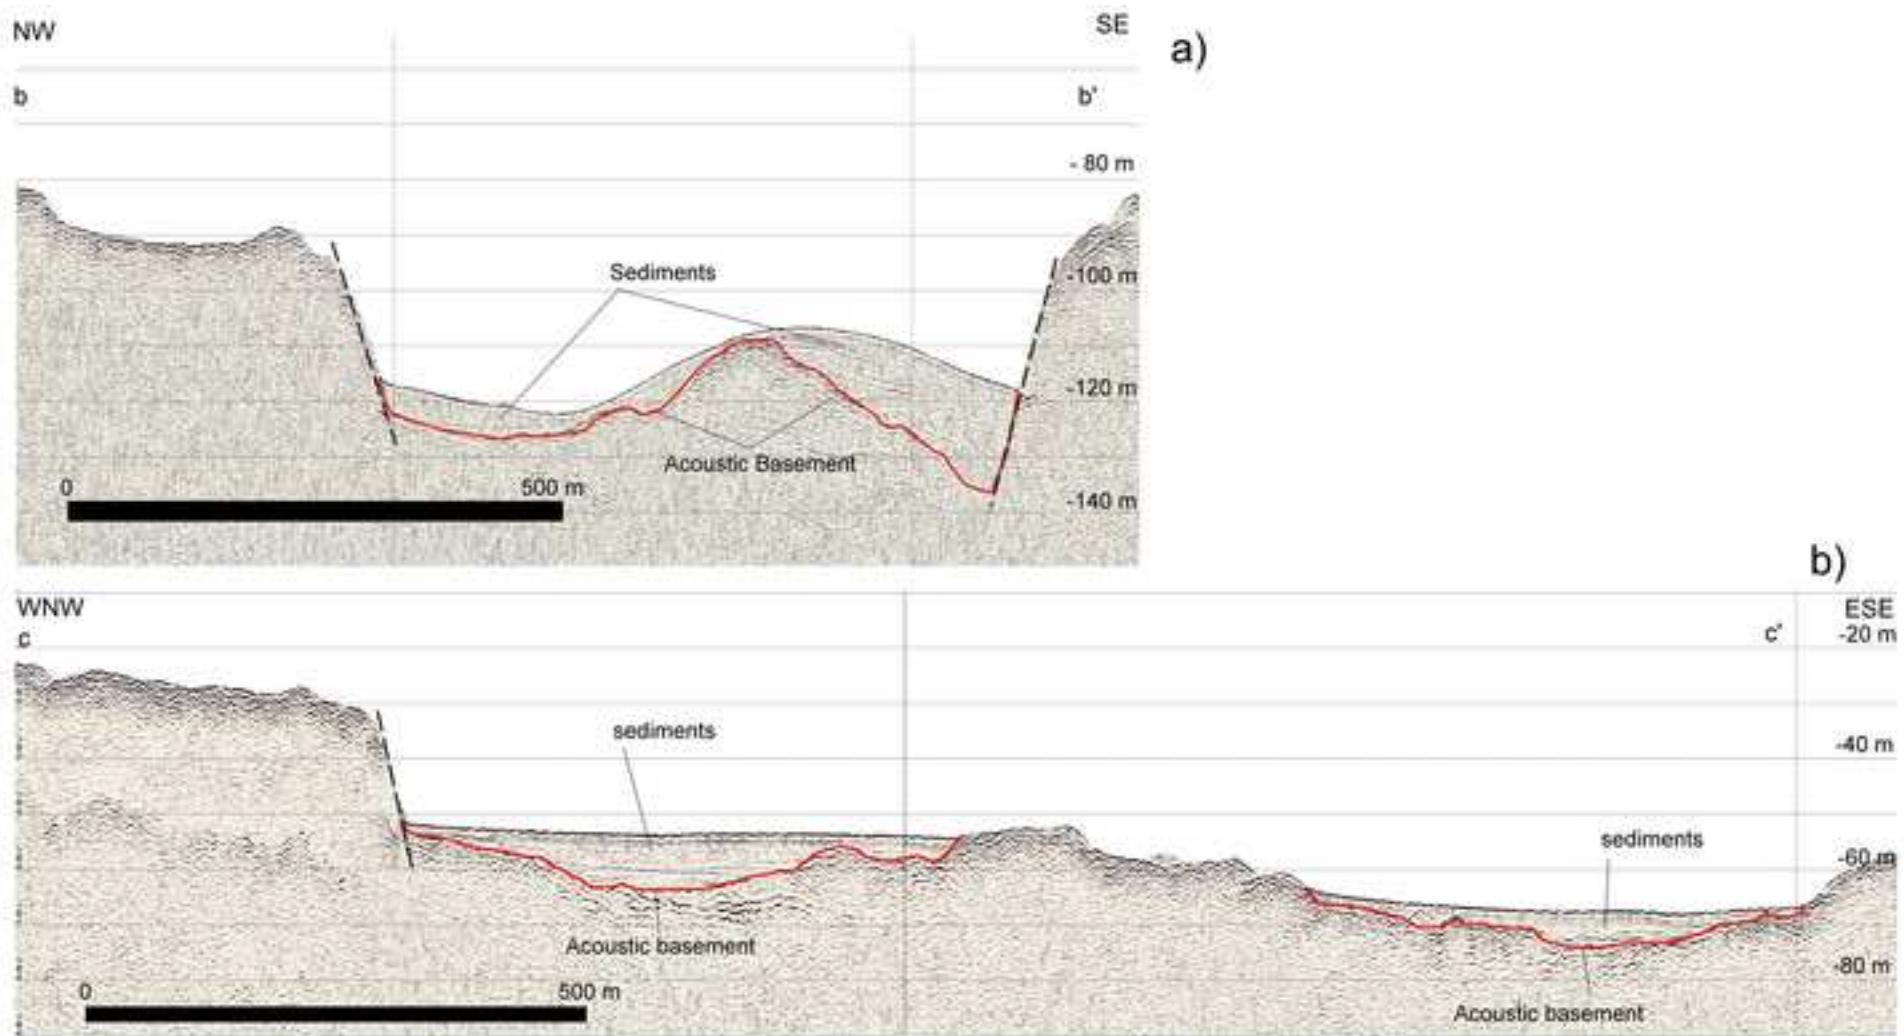 NW
SE
a)
b
b'
- 80 m
Sediments
-100 m
-120 m
Acoustic Basement
0
500 m
-140 m
b)
WNW
ESE
c
c'
-20 m
sediments
-40 m
sediments
-60 m
Acoustic basement
-80 m
0
500 m
Acoustic basement